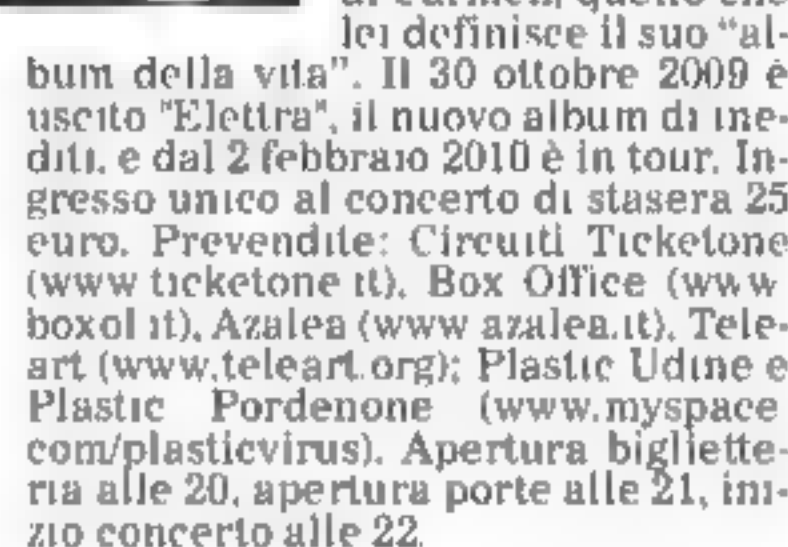 lei definisce il suo "al-
bum della vita". Il 30 ottobre 2009 è
uscito "Elettra", il nuovo album di ine-
diti, e dal 2 febbraio 2010 è in tour. In-
gresso unico al concerto di stasera 25
euro. Prevendite: Circuiti Ticketone
(www ticketone it), Box Office (www
boxol it), Azalea (www azalea.it), Tele-
art (www.teleart.org); Plastic Udine e
Plastic Pordenone (www.myspace
com/plasticvirus). Apertura bigliette-
ria alle 20, apertura porte alle 21, ini-
zio concerto alle 22.